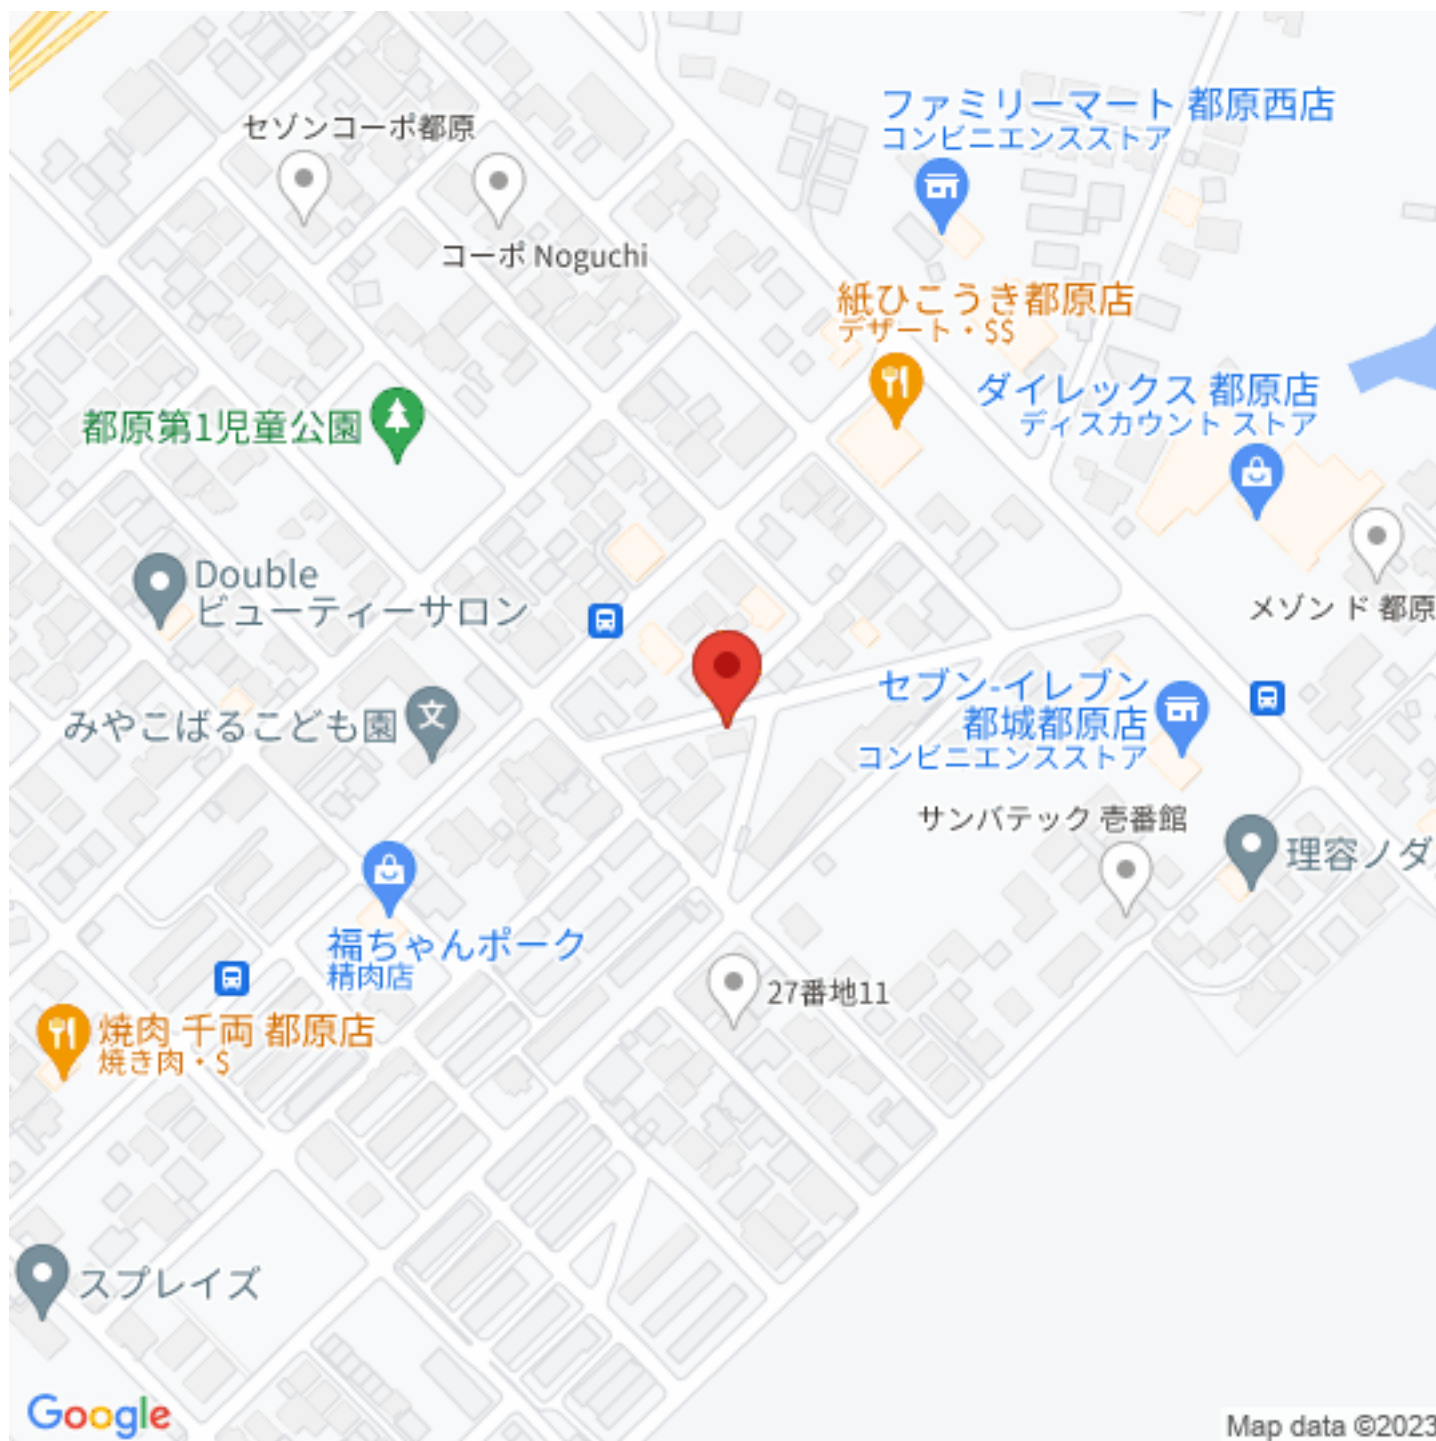 ファミリーマート 都原西店
コンビニエンスストア
セゾンコーポ都原
コーポ Noguchi
紙ひこうき都原店
デザート・$$
ダイレックス 都原店
ディスカウント ストア
都原第1児童公園
Double
ビューティーサロン
メゾン ド 都原
セブン-イレブン
都城都原店
コンビニエンスストア
みやこばるこども園
サンバテック 壱番館
理容ノダ
福ちゃんポーク
精肉店
27番地11
焼肉 千両 都原店
焼き肉・$
スプレイズ
Google
Map data ©2023